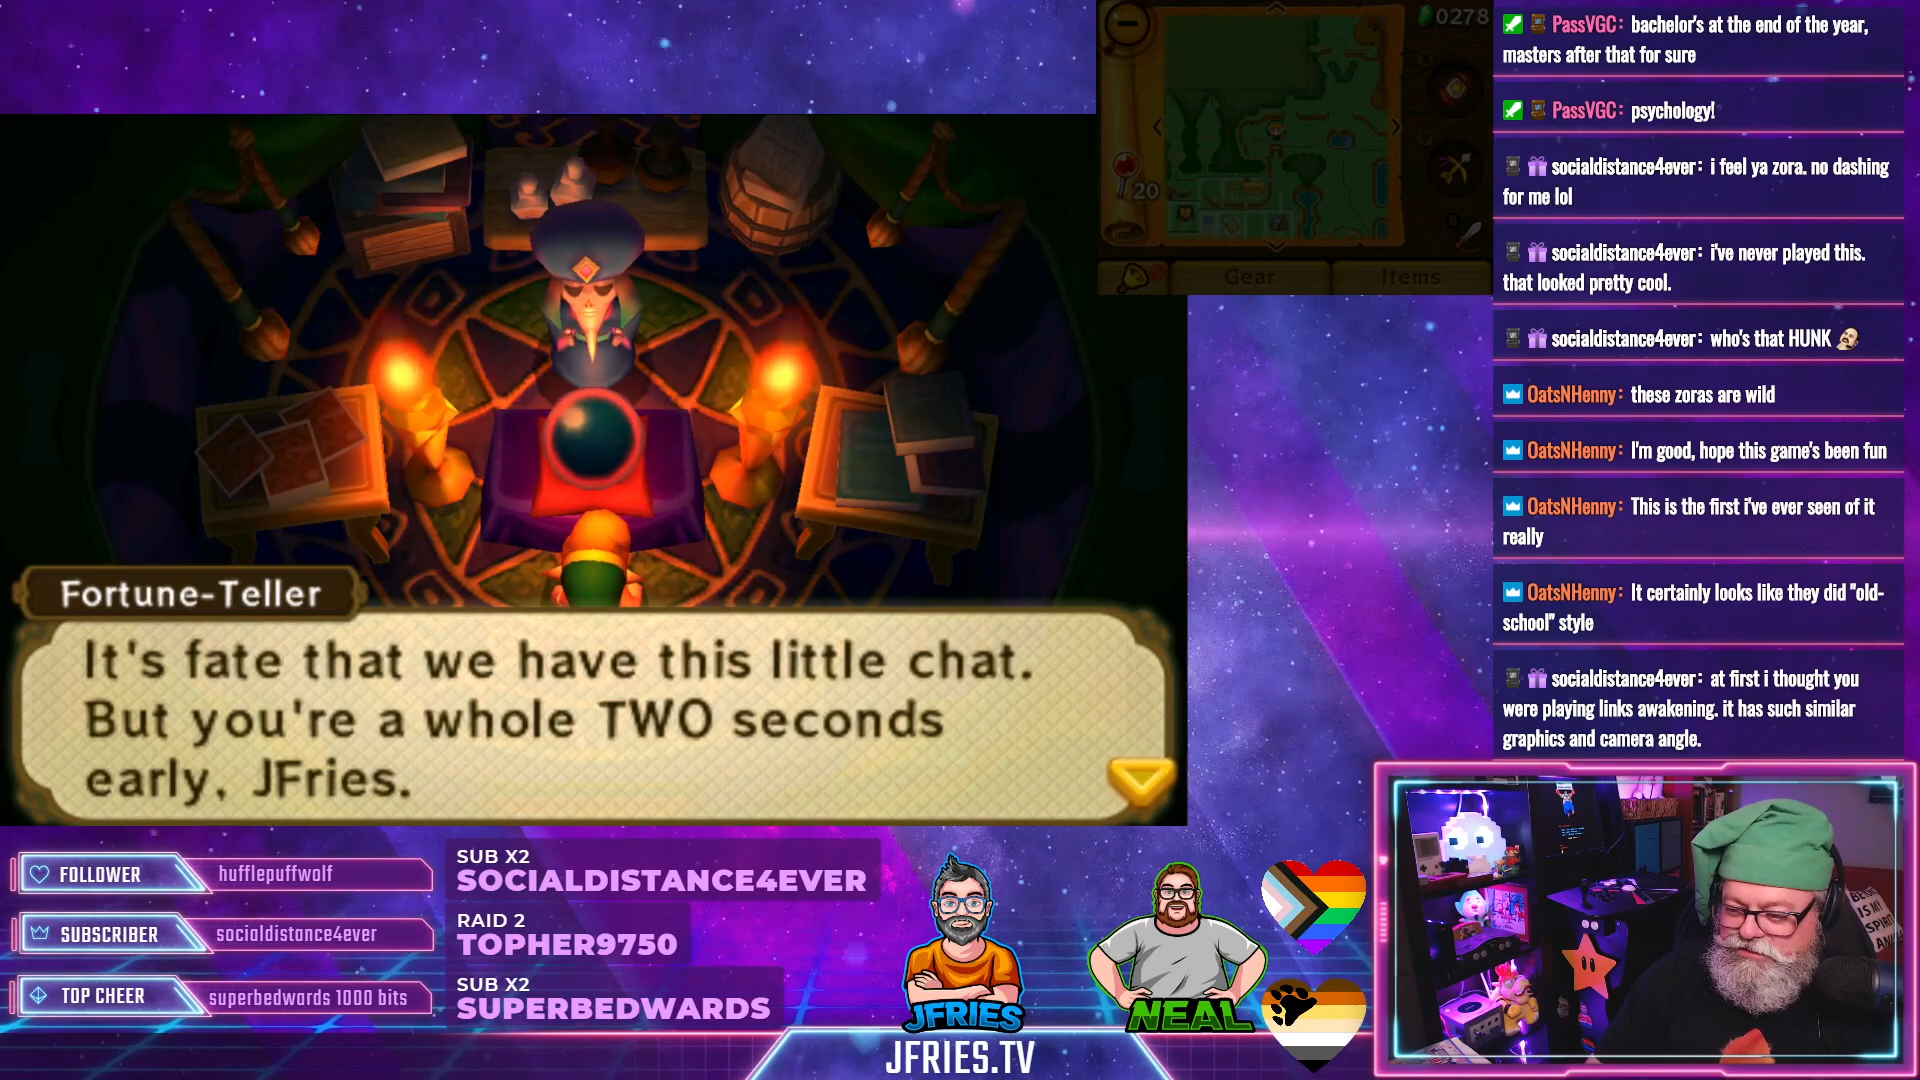 0278
20
Gear
Items
Fortune-Teller
It's fate that we have this little chat.
But you're a whole TWO seconds
early, JFries.
PassVGC: bachelor's at the end of the year,
masters after that for sure
PassVGC: psychology!
socialdistance4ever: i feel ya zora. no dashing
for me lol
socialdistance4ever: i've never played this.
that looked pretty cool.
socialdistance4ever: who's that HUNK
OatsNHenny: these zoras are wild
OatsNHenny: I'm good, hope this game's been fun
OatsNHenny: This is the first i've ever seen of it
really
OatsNHenny: It certainly looks like they did "old-
school" style
socialdistance4ever: at first i thought you
were playing links awakening. it has such similar
graphics and camera angle.
FOLLOWER
hufflepuffwolf
SUBSCRIBER
socialdistance4ever
TOP CHEER
superbedwards 1000 bits
SUB X2
SOCIALDISTANCE4EVER
RAID 2
TOPHER9750
SUB X2
SUPERBEDWARDS
JFRIES
NEAL
JFRIES.TV
IS MY
SPIRIT